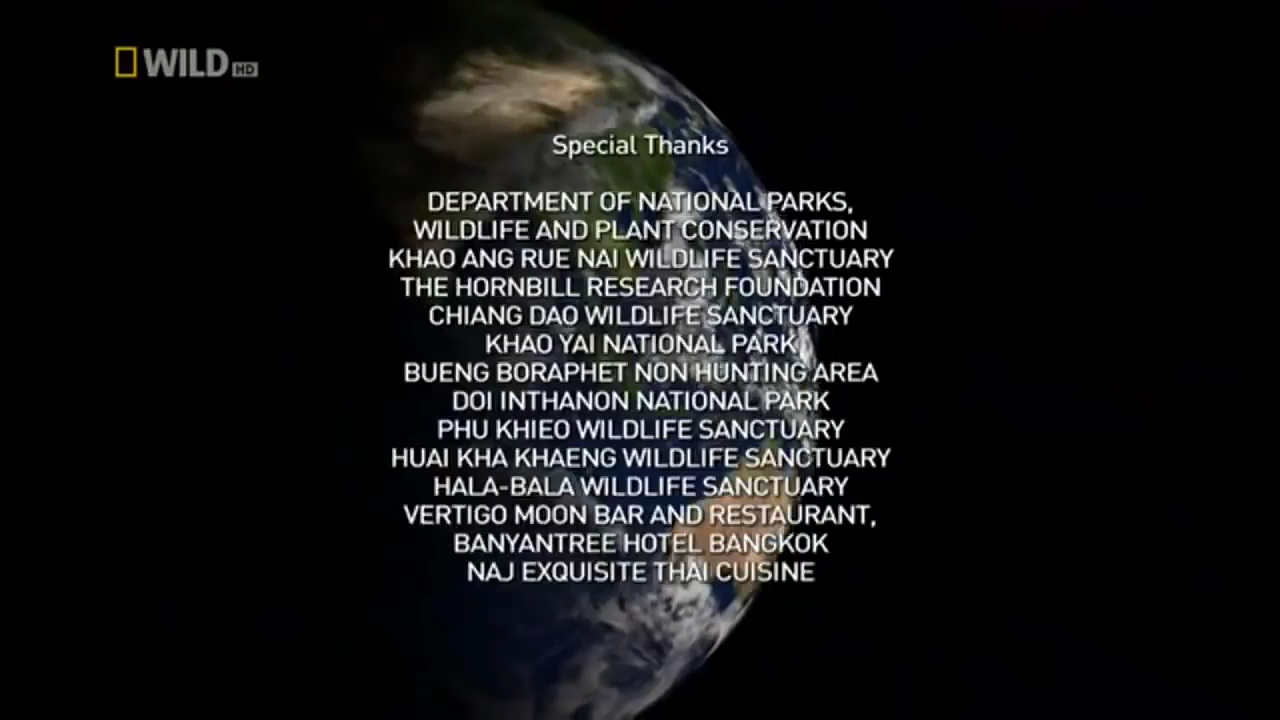 WILD HD
Special Thanks
DEPARTMENT OF NATIONAL PARKS,
WILDLIFE AND PLANT CONSERVATION
KHAO ANG RUE NAI WILDLIFE SANCTUARY
THE HORNBILL RESEARCH FOUNDATION
CHIANG DAO WILDLIFE SANCTUARY
KHAO YAI NATIONAL PARK
BUENG BORAPHET NON HUNTING AREA
DOI INTHANON NATIONAL PARK
PHU KHIEO WILDLIFE SANCTUARY
HUAI KHA KHAENG WILDLIFE SANCTUARY
HALA-BALA WILDLIFE SANCTUARY
VERTIGO MOON BAR AND RESTAURANT,
BANYANTREE HOTEL BANGKOK
NAJ EXQUISITE THAI CUISINE